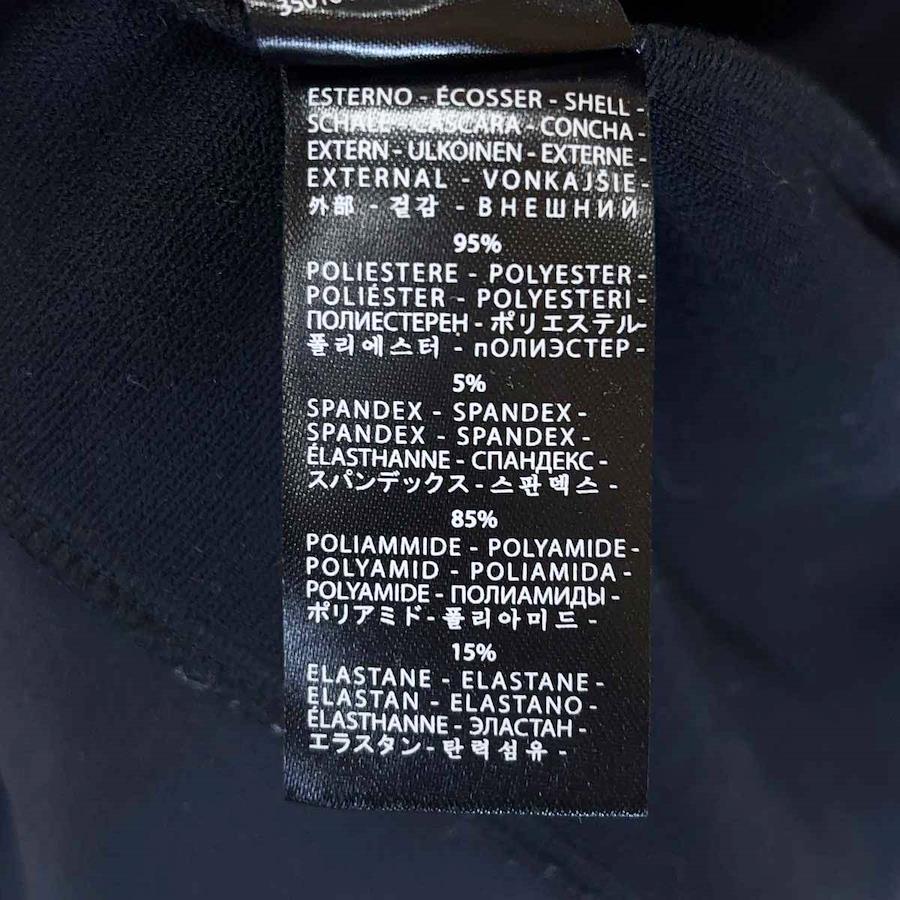 ESTERNO - ÉCOSSER - SHELL -
SCHALE - CÁSCARA - CONCHA -
EXTERN - ULKOINEN - EXTERNE -
EXTERNAL - VONKAJŠIE -
外部 - 겉감 - ВНЕШНИЙ
95%
POLIESTERE - POLYESTER -
POLIÉSTER - POLYESTERI -
ПОЛИЕСТЕРЕН - ポリエステル-
폴리에스터 - пОЛИЭСТЕР -
5%
SPANDEX - SPANDEX -
SPANDEX - SPANDEX -
ÉLASTHANNE - СПАНДЕКС -
スパンデックス - 스판덱스 -
85%
POLIAMMIDE - POLYAMIDE -
POLYAMID - POLIAMIDA -
POLYAMIDE - ПОЛИАМИДЫ -
ポリアミド - 폴리아미드 -
15%
ELASTANE - ELASTANE -
ELASTAN - ELASTANO -
ÉLASTHANNE - ЭЛАСТАН -
エラスタン - 탄력섬유 -